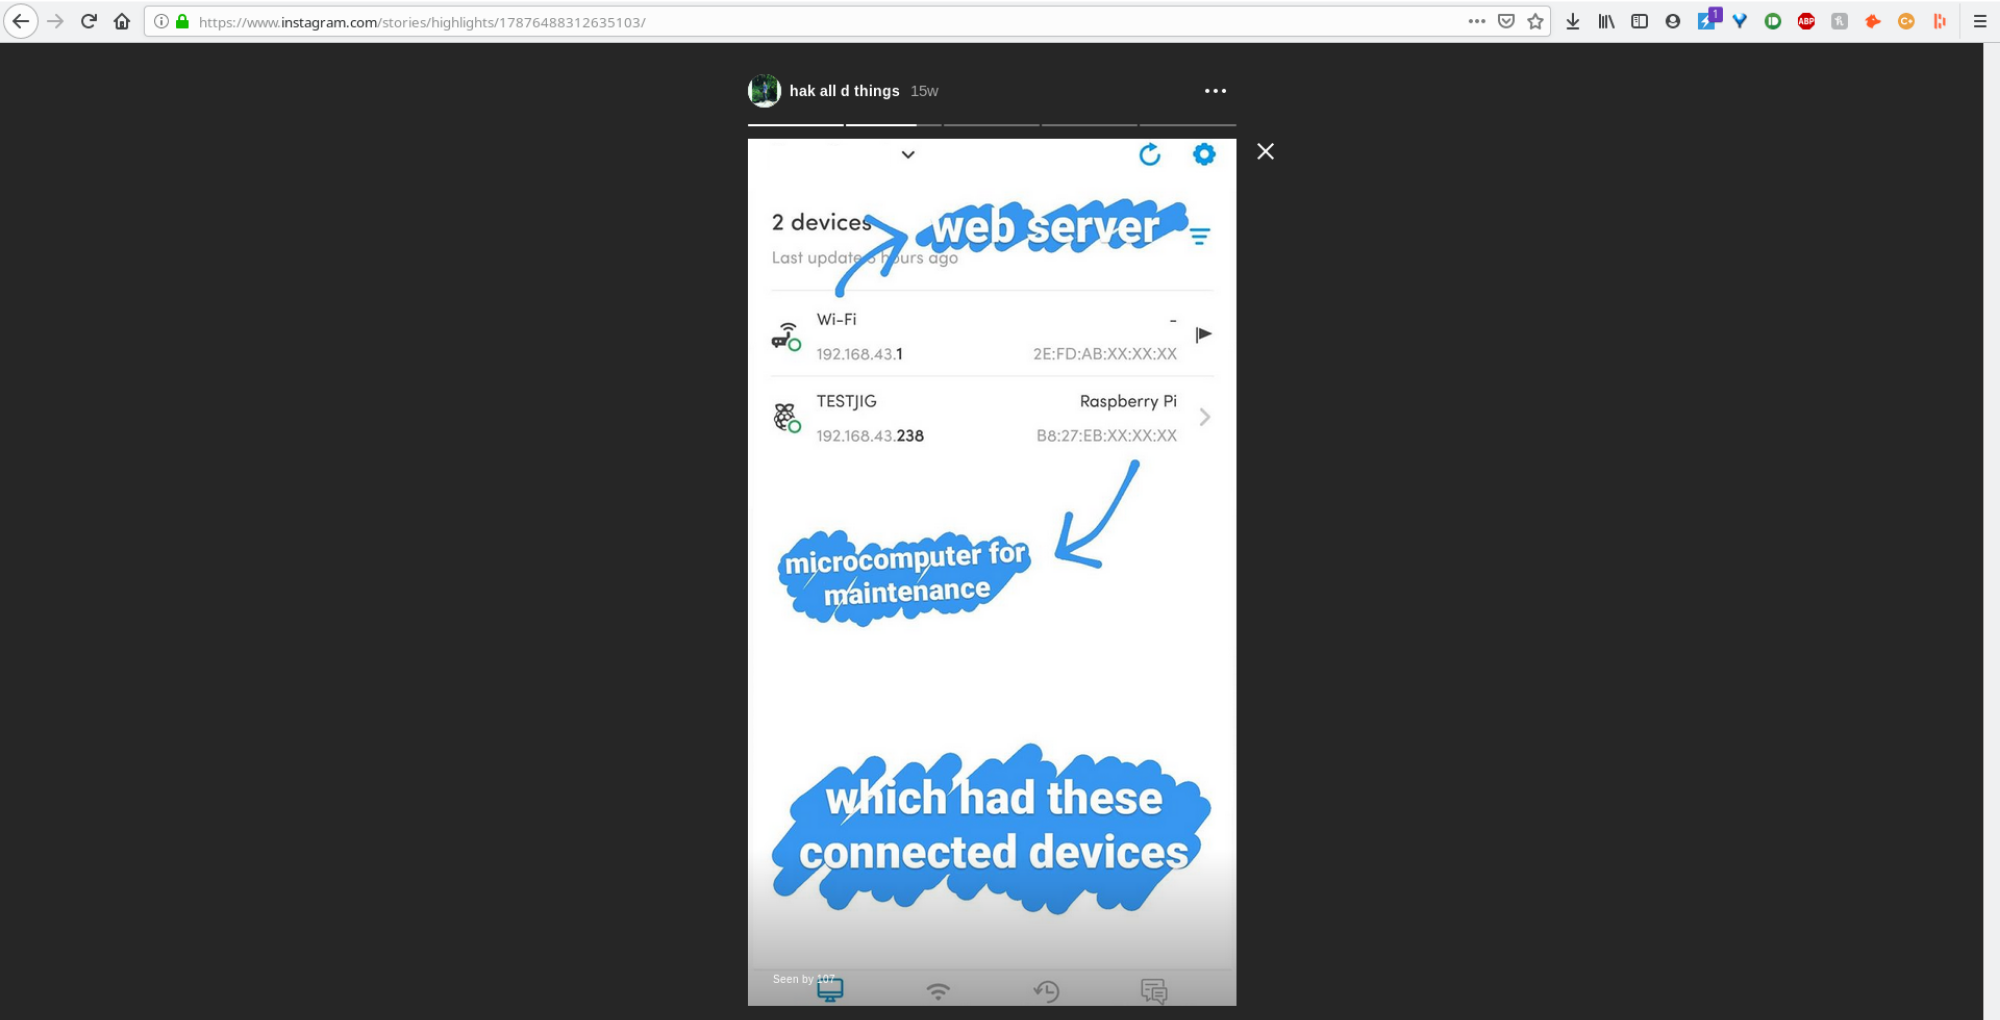 https://www.instagram.com/stories/highlights/17876488312635103/
1
ABP
hak all d things 15w
2 devices
web server
Last update hours ago
Wi-Fi -
192.168.43.1 2E:FD:AB:XX:XX:XX
TESTJIG Raspberry Pi
192.168.43.238 B8:27:EB:XX:XX:XX
microcomputer for
maintenance
which had these
connected devices
Seen by 107